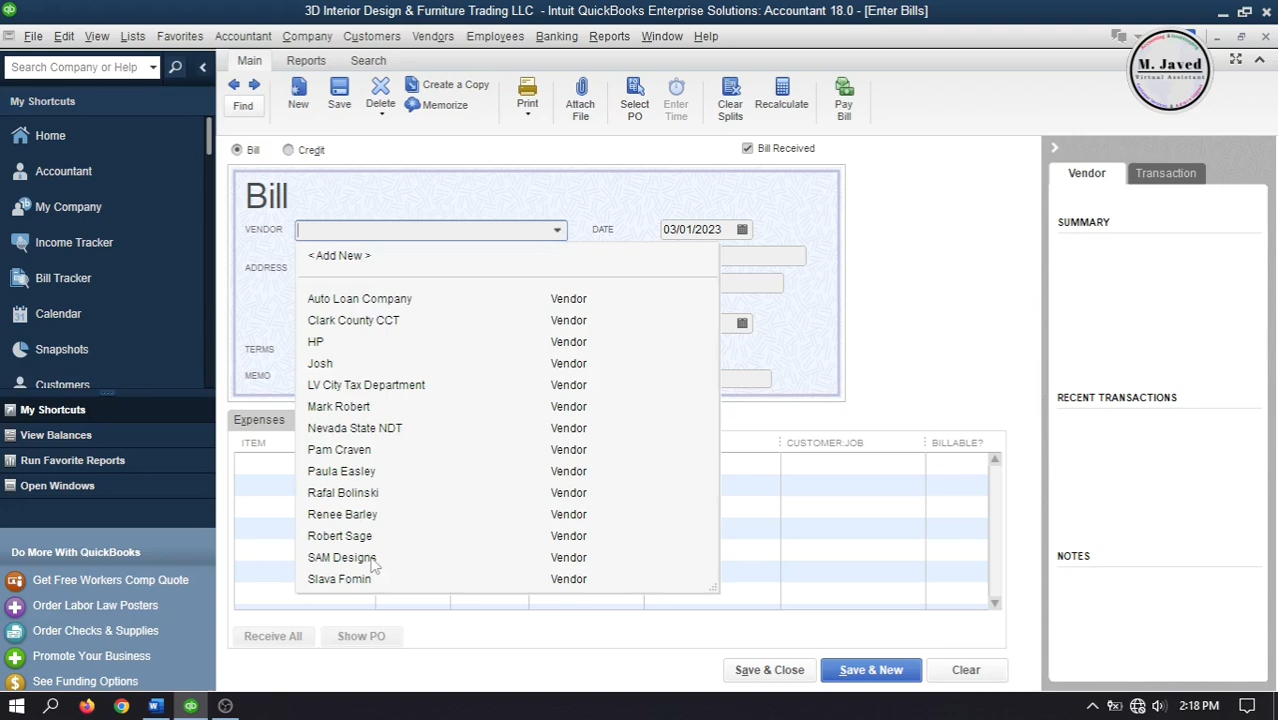 3D Interior Design & Furniture Trading LLC - Intuit QuickBooks Enterprise Solutions: Accountant 18.0 - [Enter Bills]
File Edit View Lists Favorites Accountant Company Customers Vendors Employees Banking Reports Window Help
Search Company or Help
Main Reports Search
M. Javed
Virtual Assistant
My Shortcuts
Find New Save Delete Create a Copy Memorize Print Attach File Select PO Enter Time Clear Splits Recalculate Pay Bill
Home
Accountant
My Company
Income Tracker
Bill Tracker
Calendar
Snapshots
Customers
My Shortcuts
View Balances
Run Favorite Reports
Open Windows
Do More With QuickBooks
Get Free Workers Comp Quote
Order Labor Law Posters
Order Checks & Supplies
Promote Your Business
See Funding Options
Bill Credit Bill Received
Bill
VENDOR DATE 03/01/2023
ADDRESS
TERMS
MEMO
< Add New >
Auto Loan Company Vendor
Clark County CCT Vendor
HP Vendor
Josh Vendor
LV City Tax Department Vendor
Mark Robert Vendor
Nevada State NDT Vendor
Pam Craven Vendor
Paula Easley Vendor
Rafal Bolinski Vendor
Renee Barley Vendor
Robert Sage Vendor
SAM Designs Vendor
Slava Fomin Vendor
Expenses
ITEM CUSTOMER:JOB BILLABLE?
Receive All Show PO
Save & Close Save & New Clear
Vendor Transaction
SUMMARY
RECENT TRANSACTIONS
NOTES
2:18 PM